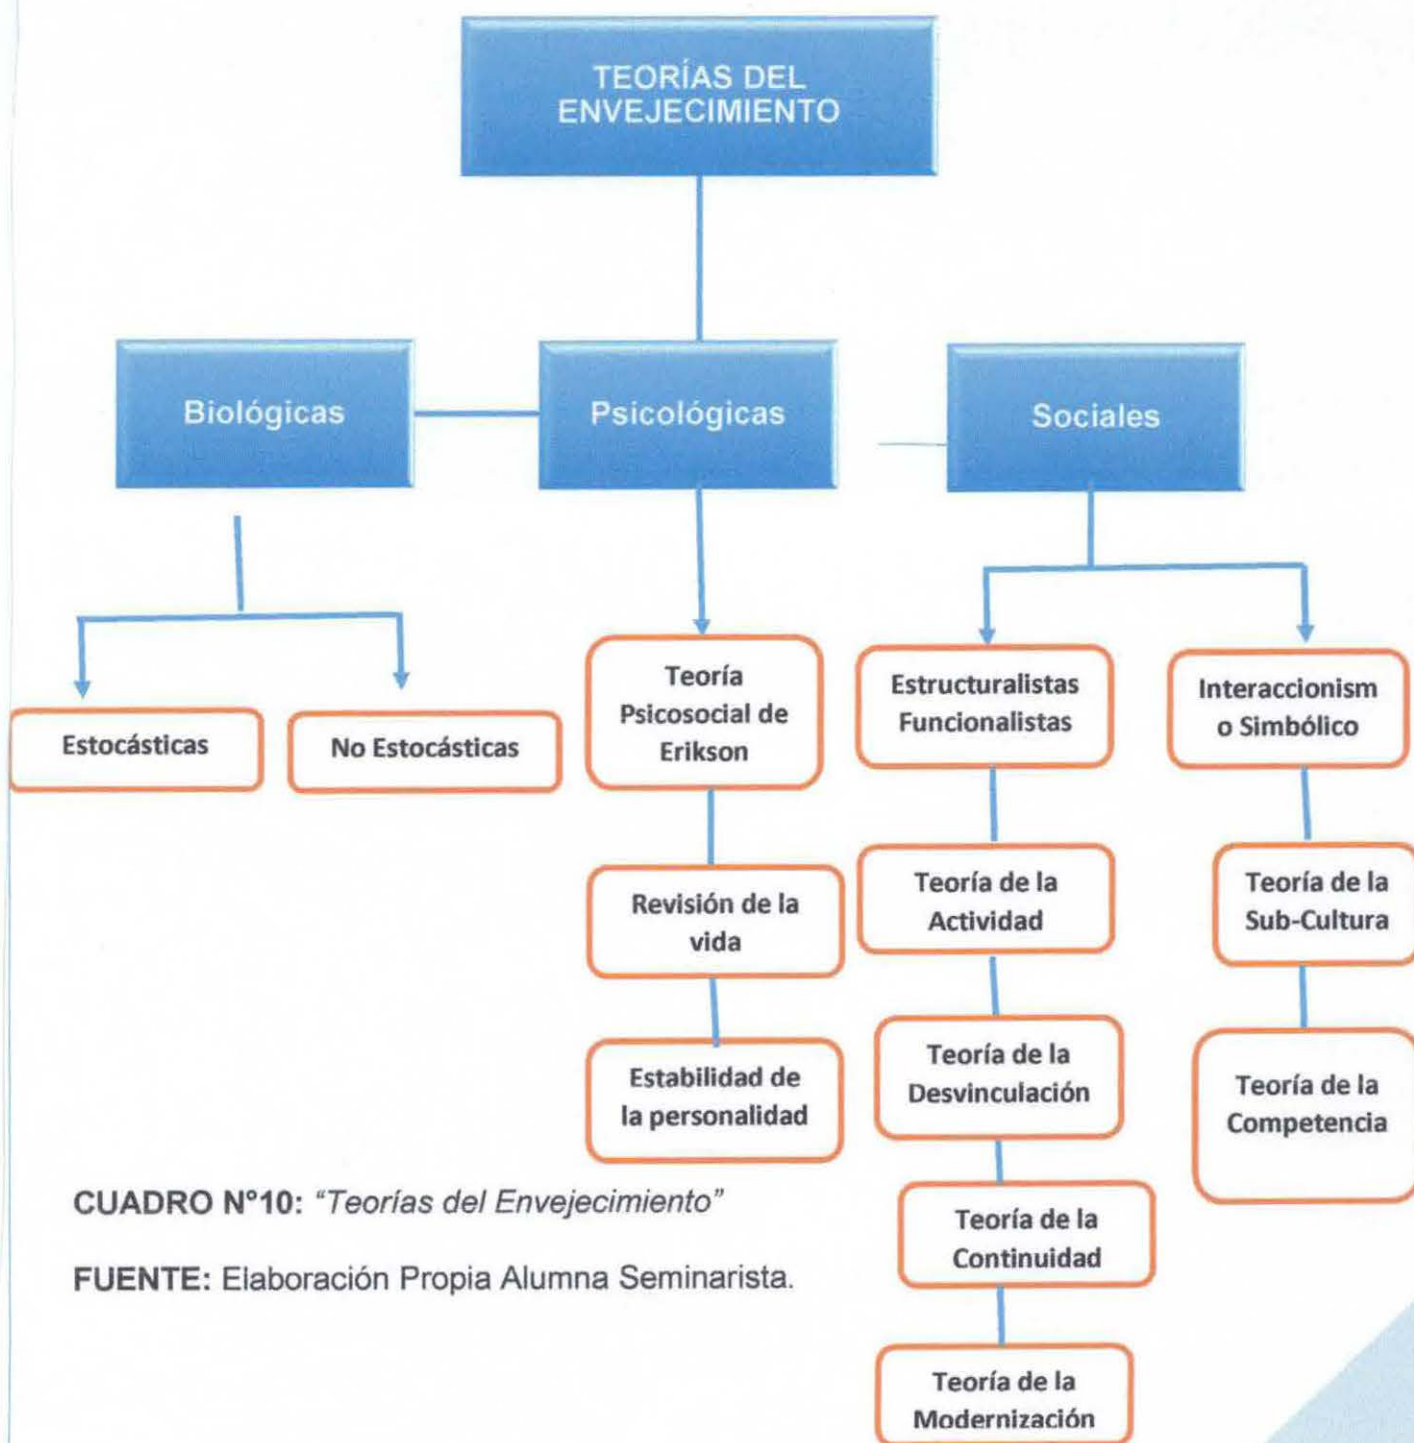 TEORÍAS DEL
ENVEJECIMIENTO
Biológicas
Psicológicas
Sociales
Estocásticas
No Estocásticas
Teoría
Psicosocial de
Erikson
Revisión de la
vida
Estabilidad de
la personalidad
Estructuralistas
Funcionalistas
Teoría de la
Actividad
Teoría de la
Desvinculación
Teoría de la
Continuidad
Teoría de la
Modernización
Interaccionism
o Simbólico
Teoría de la
Sub-Cultura
Teoría de la
Competencia
CUADRO N°10: “Teorías del Envejecimiento”
FUENTE: Elaboración Propia Alumna Seminarista.